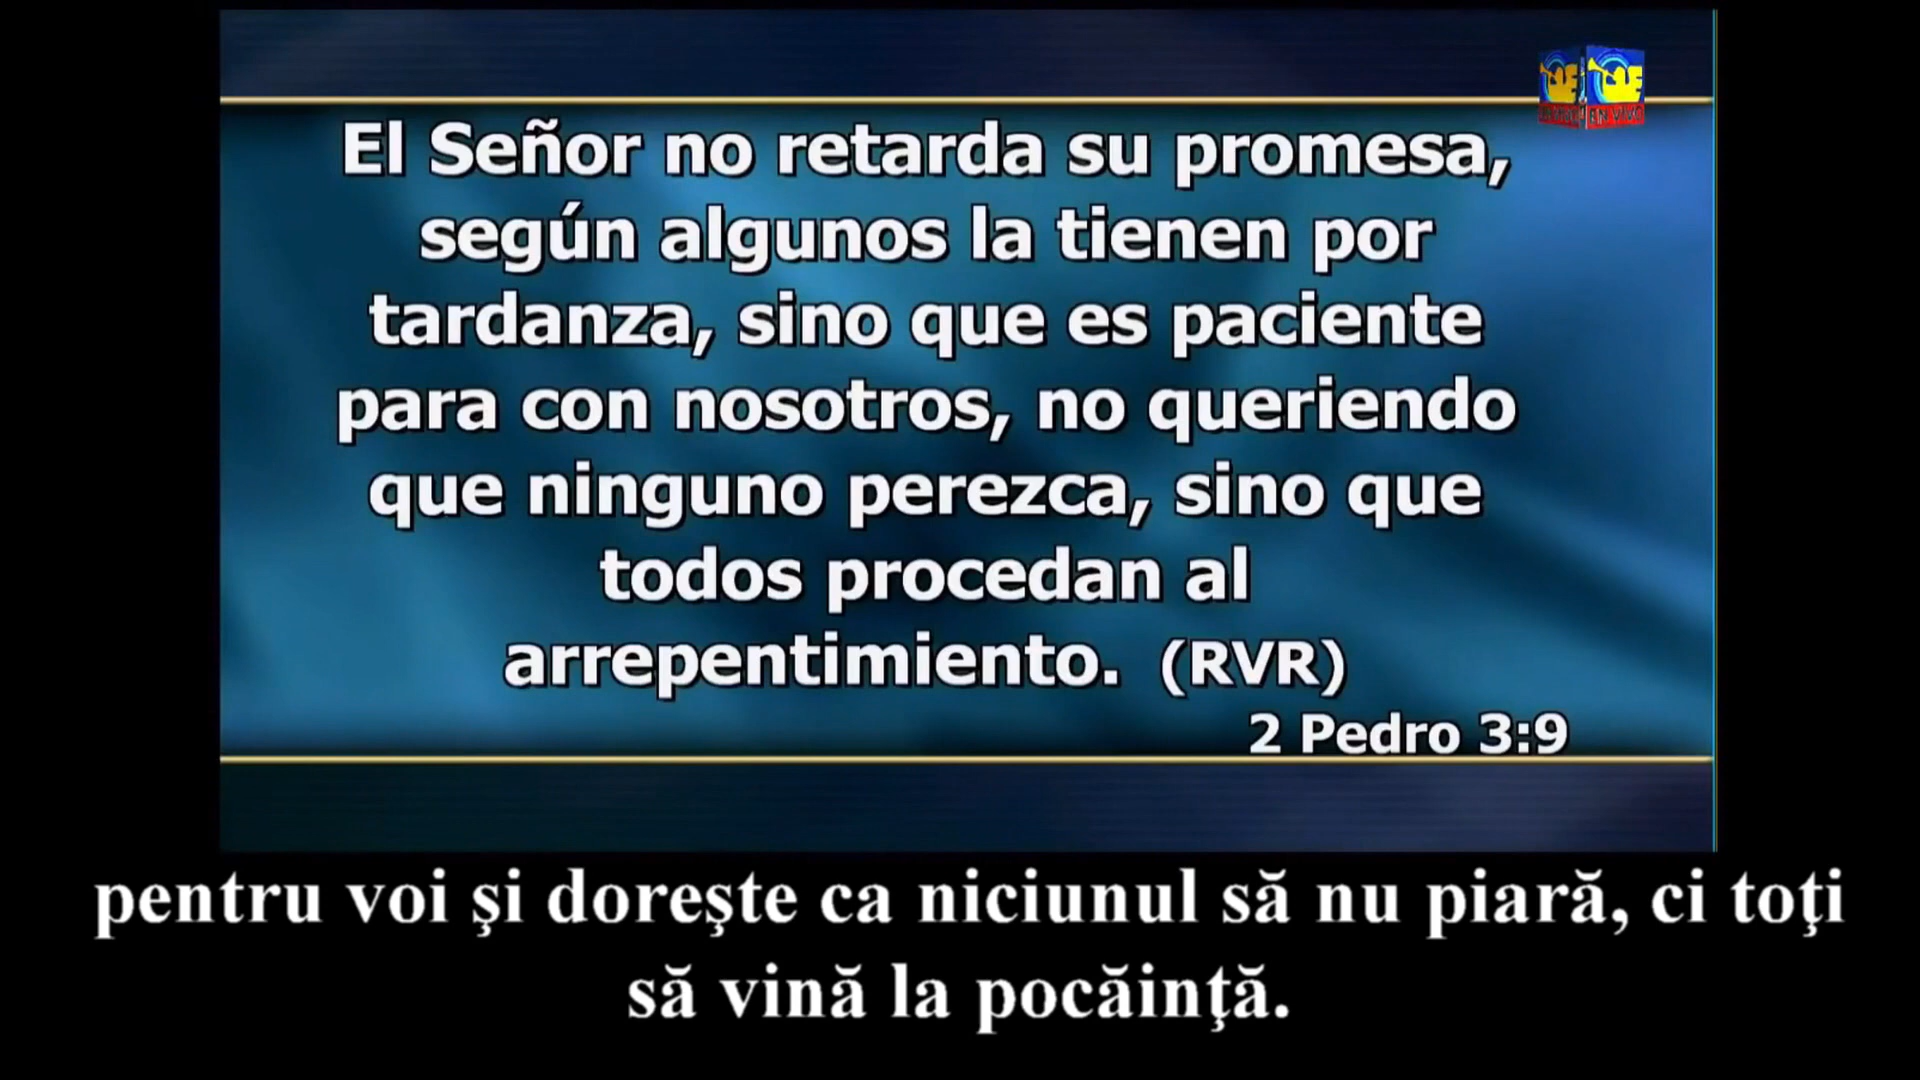 El Señor no retarda su promesa,
según algunos la tienen por
tardanza, sino que es paciente
para con nosotros, no queriendo
que ninguno perezca, sino que
todos procedan al
arrepentimiento. (RVR)
2 Pedro 3:9
pentru voi şi doreşte ca niciunul să nu piară, ci toţi
să vină la pocăinţă.